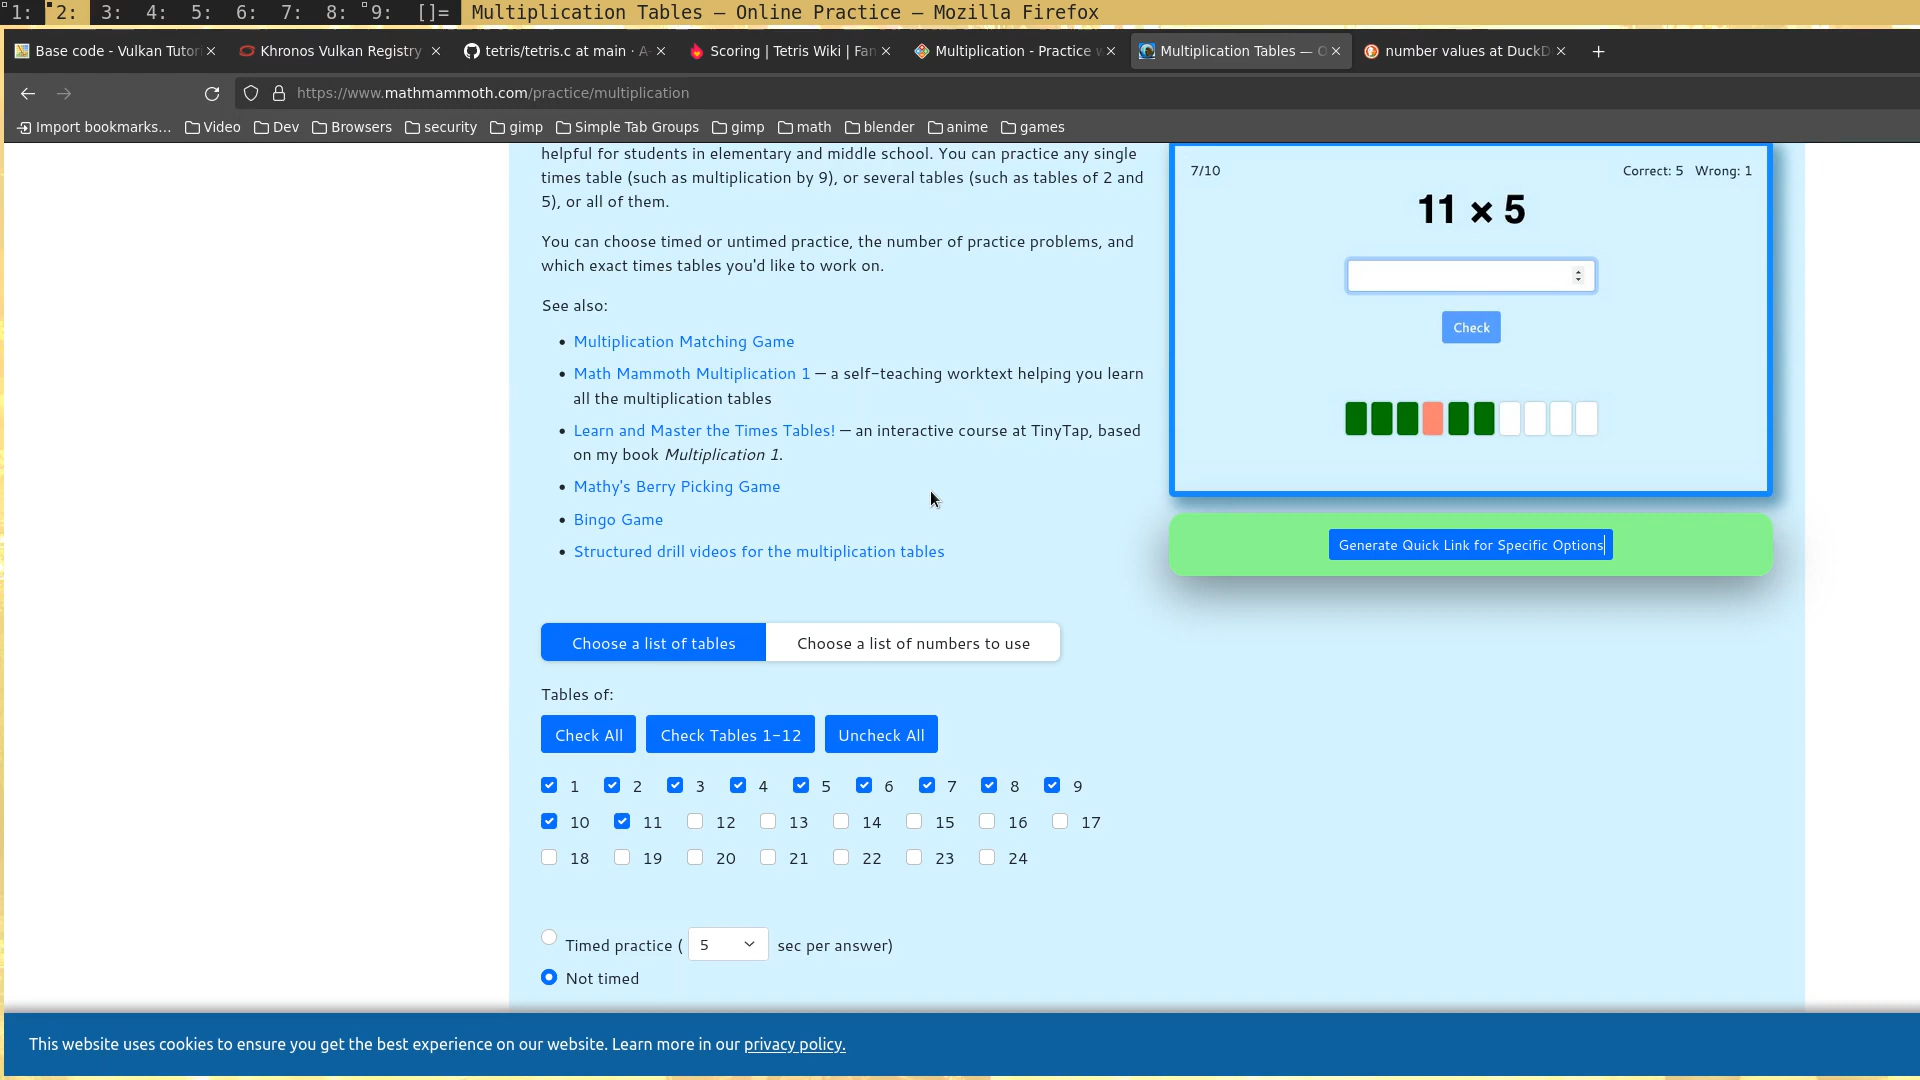 1: 2: 3: 4: 5: 6: 7: 8: 9: []= Multiplication Tables — Online Practice — Mozilla Firefox
Base code - Vulkan Tutori Khronos Vulkan Registry tetris/tetris.c at main · A- Scoring | Tetris Wiki | Fan Multiplication - Practice w Multiplication Tables — O number values at DuckD
https://www.mathmammoth.com/practice/multiplication
Import bookmarks... Video Dev Browsers security gimp Simple Tab Groups gimp math blender anime games
helpful for students in elementary and middle school. You can practice any single
times table (such as multiplication by 9), or several tables (such as tables of 2 and
5), or all of them.
You can choose timed or untimed practice, the number of practice problems, and
which exact times tables you'd like to work on.
See also:
• Multiplication Matching Game
• Math Mammoth Multiplication 1 — a self-teaching worktext helping you learn
all the multiplication tables
• Learn and Master the Times Tables! — an interactive course at TinyTap, based
on my book Multiplication 1.
• Mathy's Berry Picking Game
• Bingo Game
• Structured drill videos for the multiplication tables
7/10 Correct: 5 Wrong: 1
11 × 5
Check
Generate Quick Link for Specific Options
Choose a list of tables Choose a list of numbers to use
Tables of:
Check All Check Tables 1-12 Uncheck All
1 2 3 4 5 6 7 8 9
10 11 12 13 14 15 16 17
18 19 20 21 22 23 24
Timed practice ( 5 sec per answer)
Not timed
This website uses cookies to ensure you get the best experience on our website. Learn more in our privacy policy.